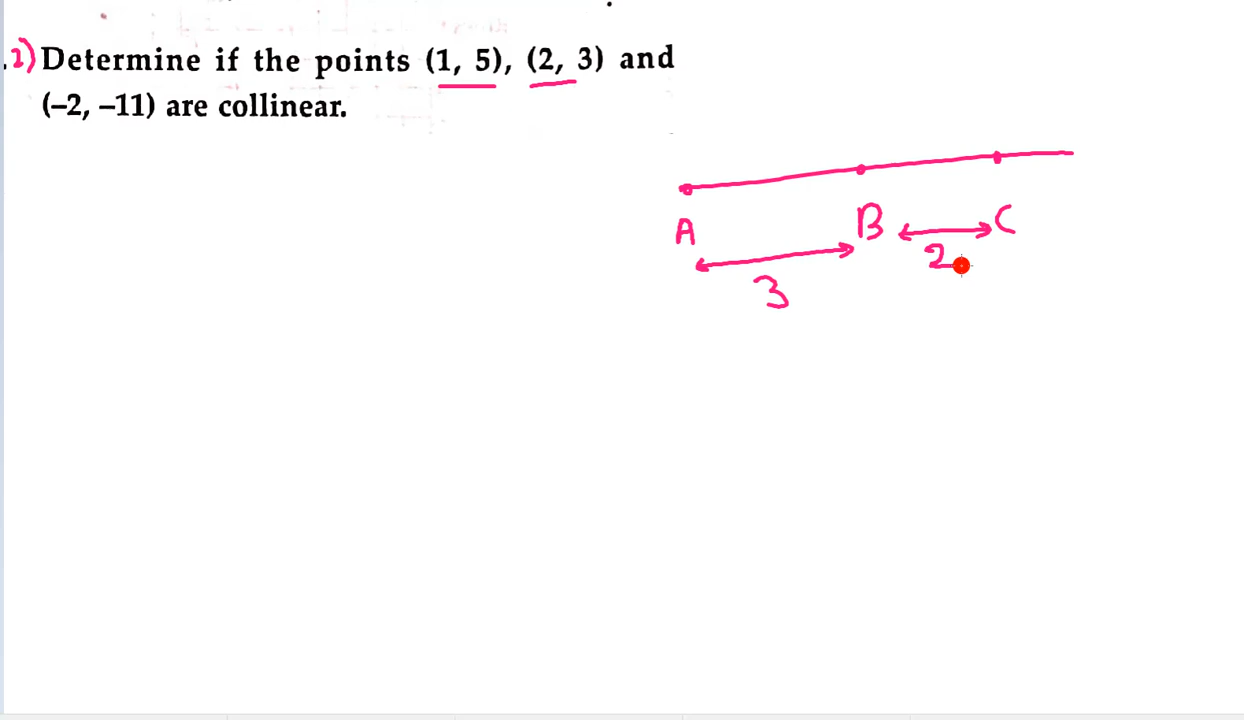 .2) Determine if the points (1, 5), (2, 3) and
(–2, –11) are collinear.
A B C
3 2